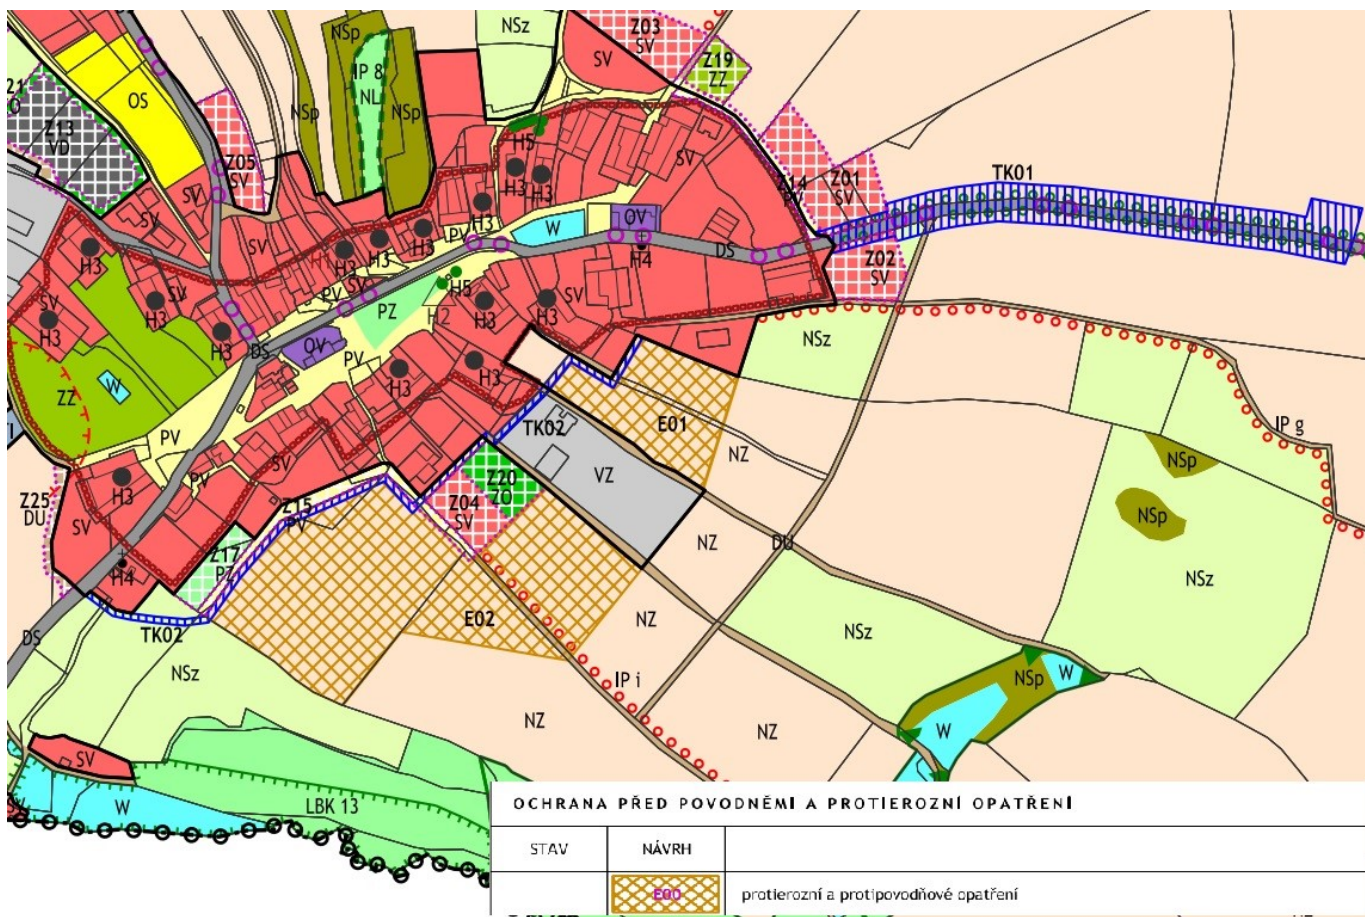 Z03
SV
NSz
NSp
Z19
ZZ
SV
IP 8
NL
NSp
OS
NSp
Z13
VD
H5
SV
Z05
SV
TK01
Z01
SV
Z14
H3
H3
SV
SV
SV
H3
OV
W
PV
H3
H3
H3
H3
H4
DS
Z02
SV
H3
SV
SV
PV
SV
H5
PZ
H2
H3
H3
SV
H3
H3
H3
DS
OV
PV
NSz
ZZ
W
H3
H3
E01
IP g
TK02
PV
NZ
NSp
SV
VZ
Z20
ZO
H3
PV
Z25
DU
Z15
PV
Z04
SV
NSp
SV
NZ
DU
Z17
PZ
H4
NSz
E02
NZ
NSz
DS
TK02
NSz
IP i
NSp
W
NZ
NZ
W
SV
W
LBK 13
OCHRANA PŘED POVODNĚMI A PROTIEROZNÍ OPATŘENÍ
STAV NÁVRH
E00 protierozní a protipovodňové opatření